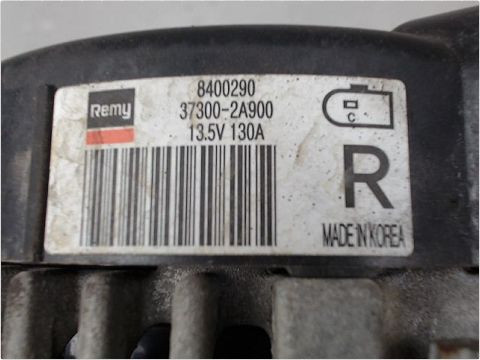 Remy
8400290
37300-2A900
13.5V 130A
C
R
MADE IN KOREA